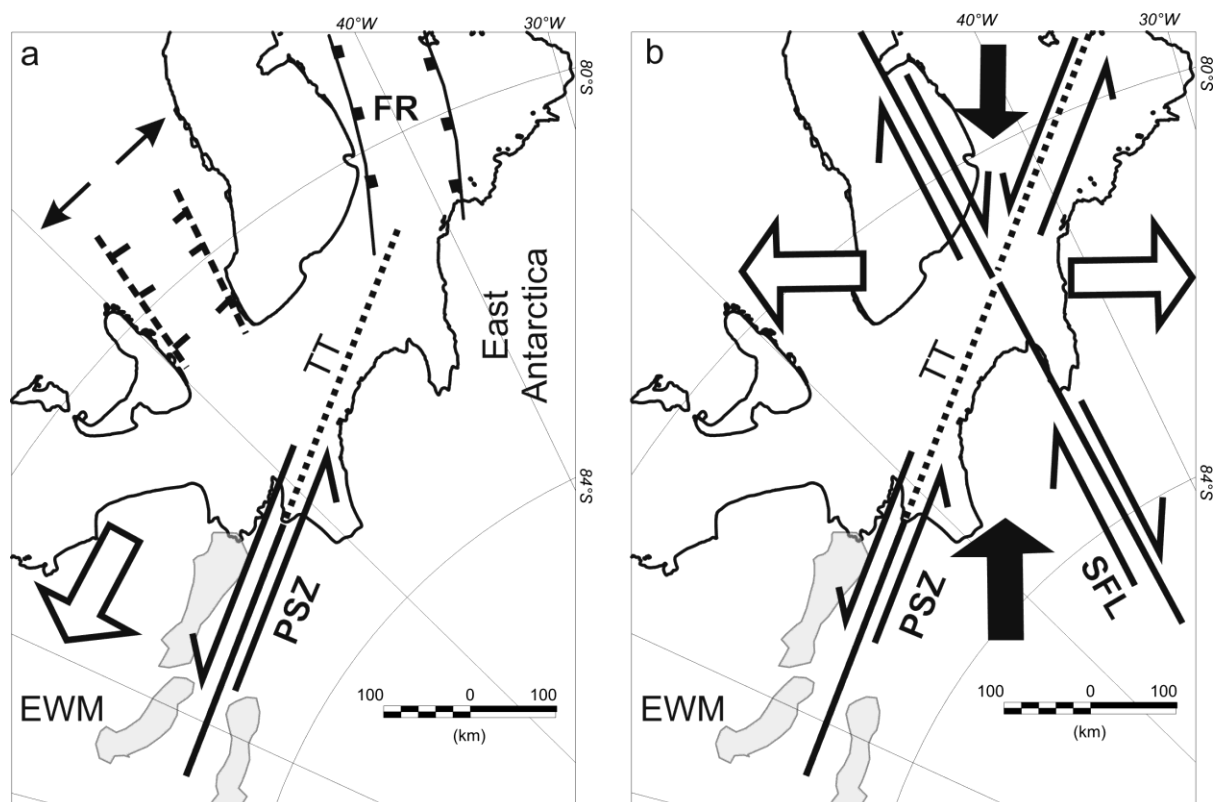 a
40°W
30°W
80°S
FR
East
Antarctica
TT
84°S
PSZ
EWM
100 0 100
(km)
b
40°W
30°W
80°S
TT
84°S
PSZ
SFL
EWM
100 0 100
(km)